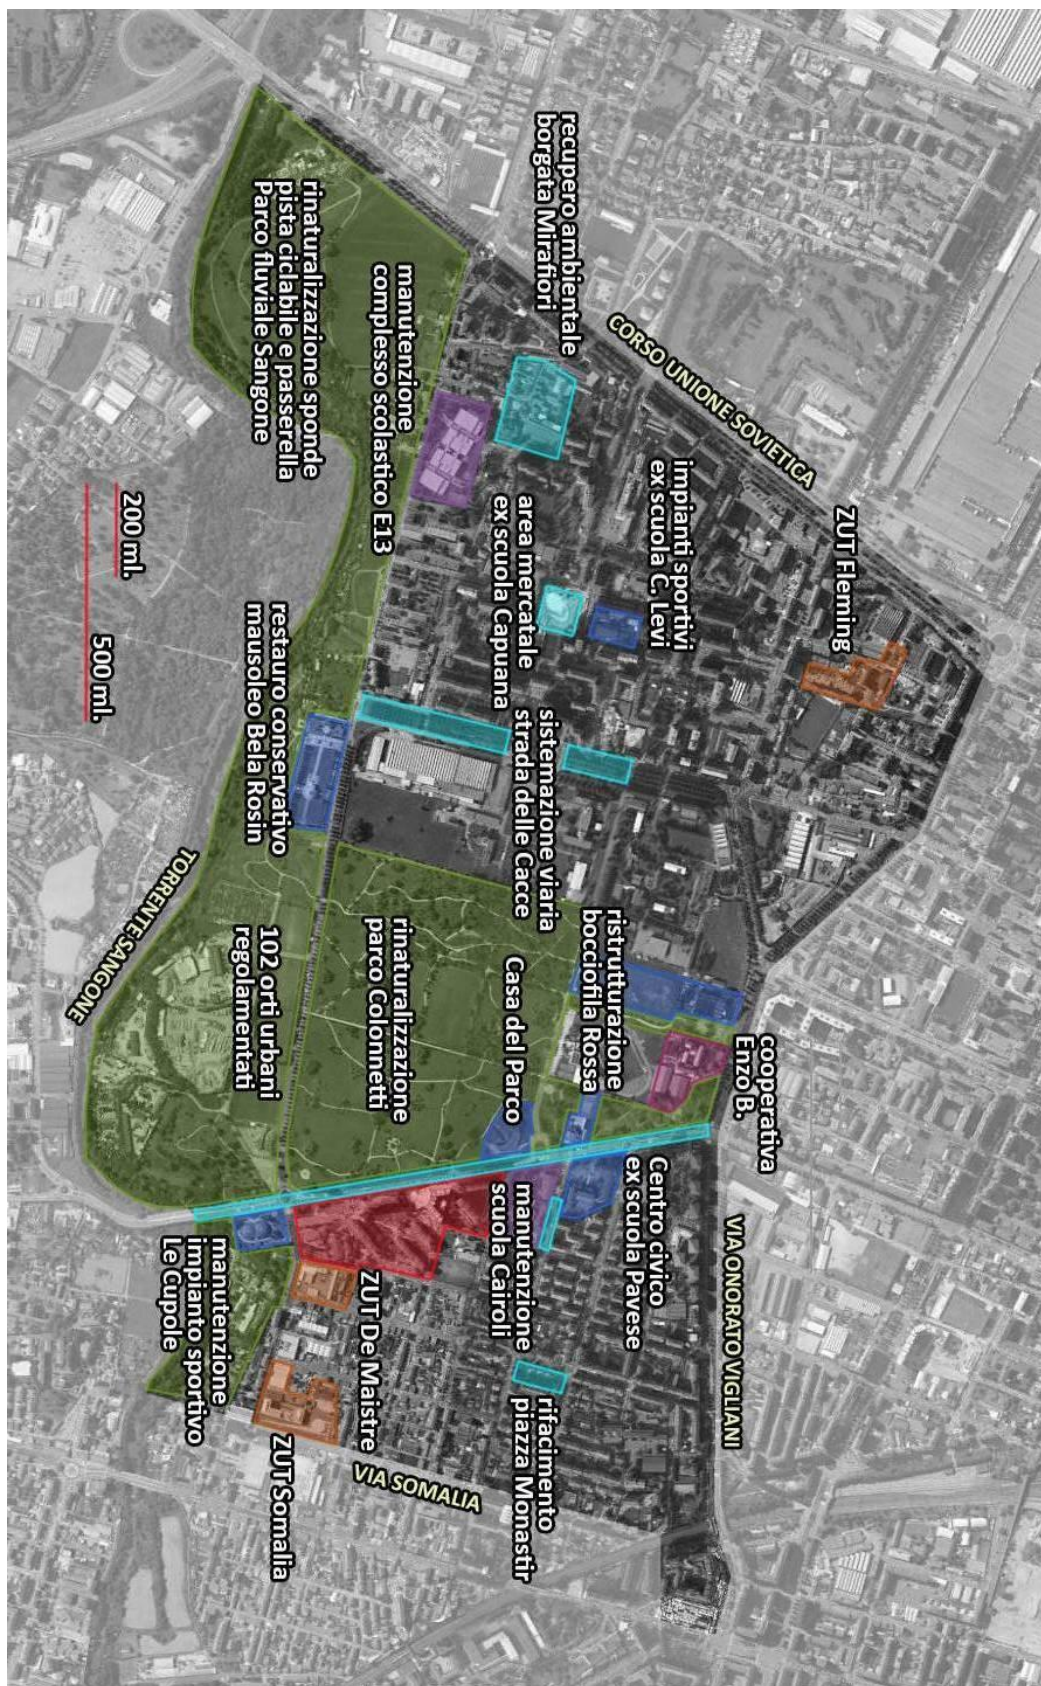 recupero ambientale
borgata Mirafiori
CORSO UNIONE SOVIETICA
ZUT Fleming
impianti sportivi
ex scuola C. Levi
area mercatale
ex scuola Capuana
manutenzione
complesso scolastico E13
rinaturalizzazione sponde
pista ciclabile e passerella
Parco fluviale Sangone
200 ml.
500 ml.
restauro conservativo
mausoleo Bela Rosin
sistemazione viaria
strada delle Cacce
TORRENTE SANGONE
102 orti urbani
regolamentati
rinaturalizzazione
parco Colonnetti
Casa del Parco
ristrutturazione
bocciofila Rossa
cooperativa
Enzo B.
VIA ONORATO VIGLIANI
Centro civico
ex scuola Pavese
manutenzione
scuola Cairoli
rifacimento
piazza Monastir
ZUT De Maistre
VIA SOMALIA
ZUT Somalia
manutenzione
impianto sportivo
Le Cupole